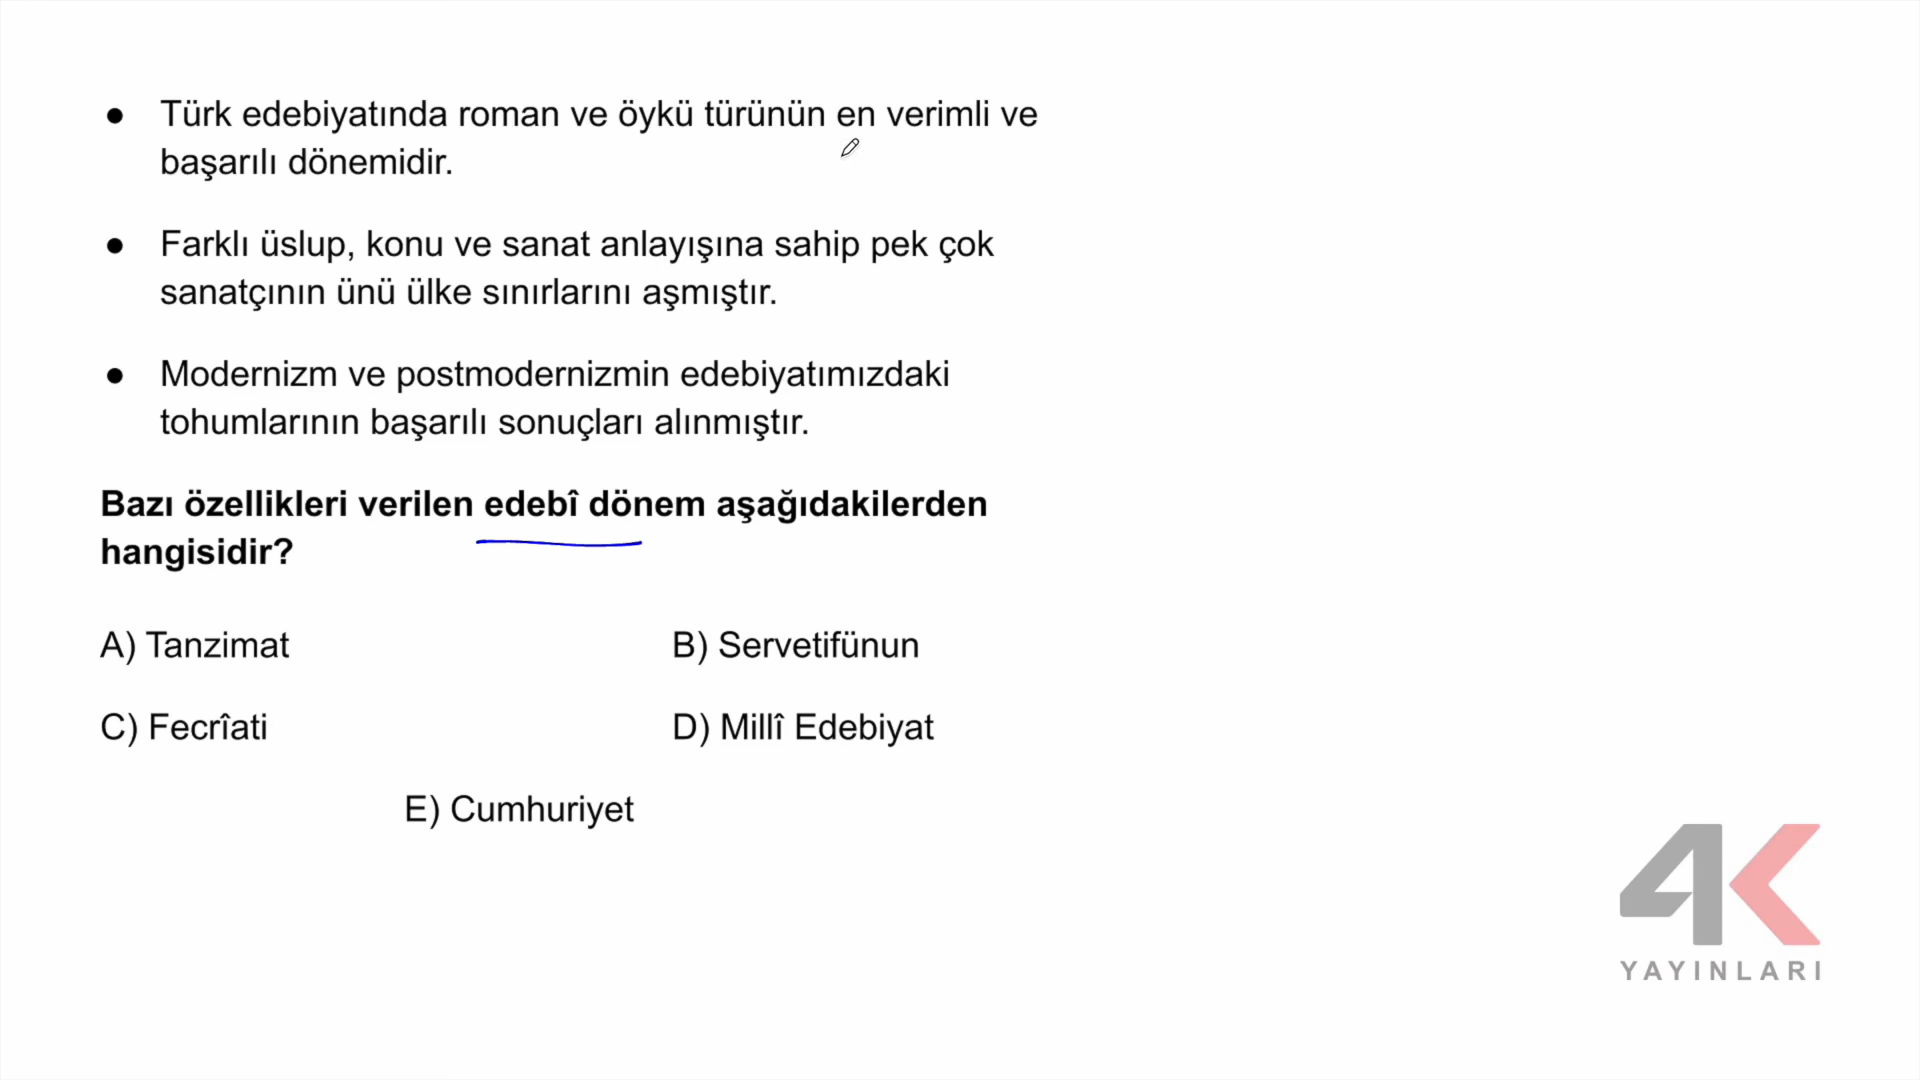 ● Türk edebiyatında roman ve öykü türünün en verimli ve
başarılı dönemidir.
● Farklı üslup, konu ve sanat anlayışına sahip pek çok
sanatçının ünü ülke sınırlarını aşmıştır.
● Modernizm ve postmodernizmin edebiyatımızdaki
tohumlarının başarılı sonuçları alınmıştır.
Bazı özellikleri verilen edebî dönem aşağıdakilerden
hangisidir?
A) Tanzimat B) Servetifünun
C) Fecrîati D) Millî Edebiyat
E) Cumhuriyet
4K
YAYINLARI